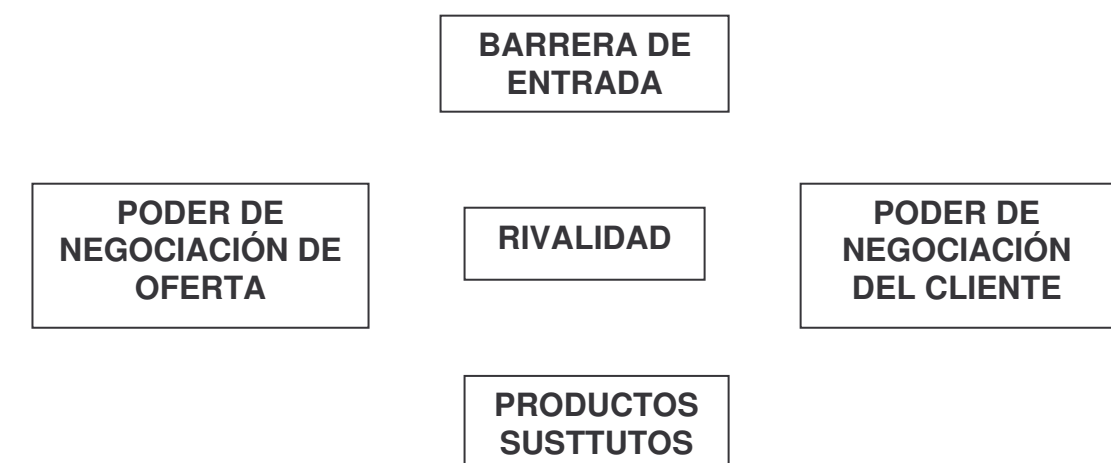 BARRERA DE
ENTRADA
PODER DE
NEGOCIACIÓN DE
OFERTA
RIVALIDAD
PODER DE
NEGOCIACIÓN
DEL CLIENTE
PRODUCTOS
SUSTTUTOS